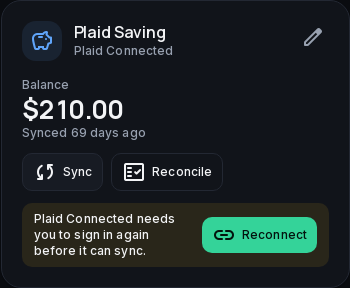 Plaid Saving
Plaid Connected
Balance
$210.00
Synced 69 days ago
Sync
Reconcile
Plaid Connected needs
you to sign in again
before it can sync.
Reconnect